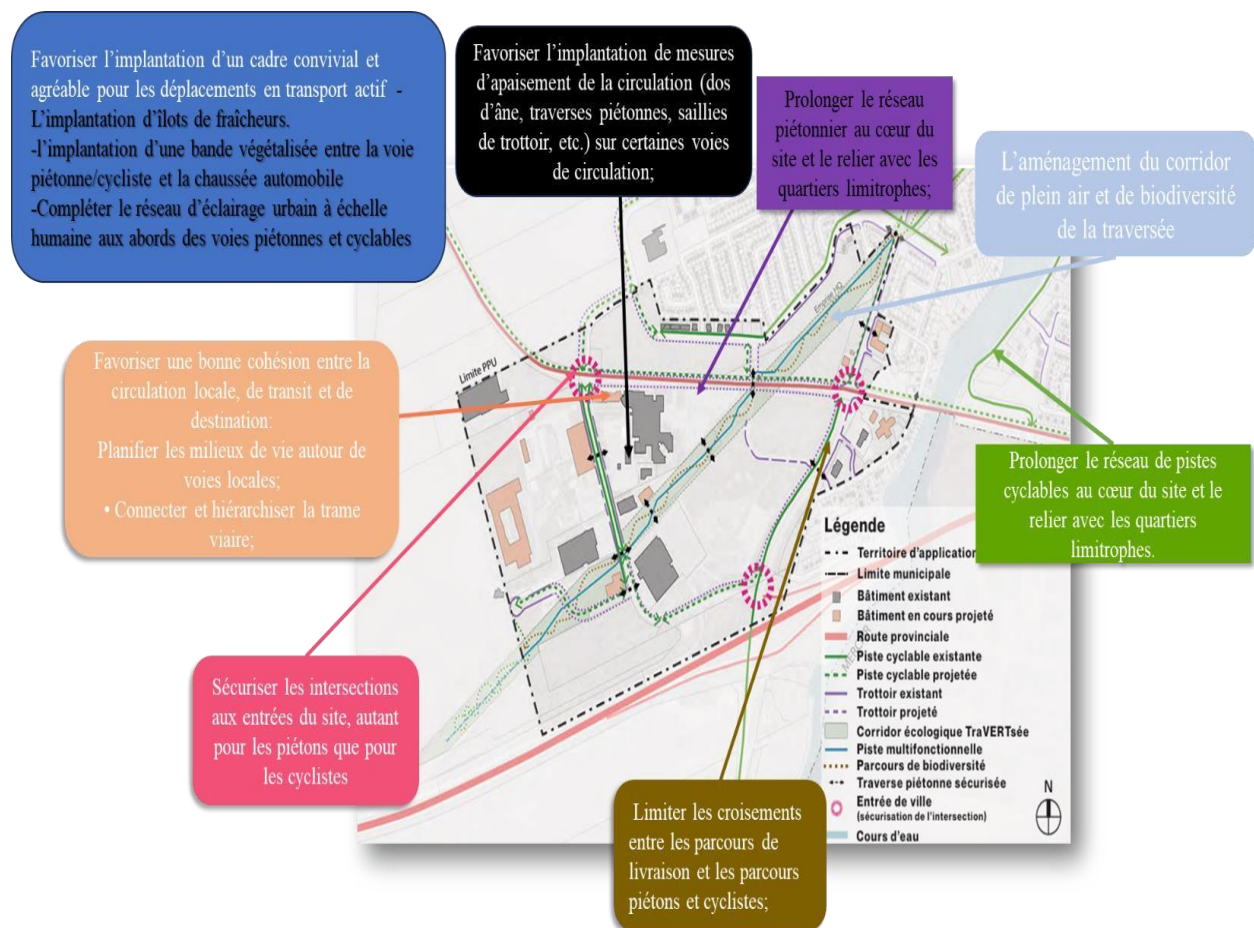 Favoriser l’implantation d’un cadre convivial et
agréable pour les déplacements en transport actif -
L’implantation d’îlots de fraîcheurs.
-l’implantation d’une bande végétalisée entre la voie
piétonne/cycliste et la chaussée automobile
-Compléter le réseau d’éclairage urbain à échelle
humaine aux abords des voies piétonnes et cyclables
Favoriser l’implantation de mesures
d’apaisement de la circulation (dos
d’âne, traverses piétonnes, saillies
de trottoir, etc.) sur certaines voies
de circulation;
Prolonger le réseau
piétonnier au cœur du
site et le relier avec les
quartiers limitrophes;
L’aménagement du corridor
de plein air et de biodiversité
de la traversée
Favoriser une bonne cohésion entre la
circulation locale, de transit et de
destination:
Planifier les milieux de vie autour de
voies locales;
• Connecter et hiérarchiser la trame
viaire;
Limite PPU
Emprise HQ
Prolonger le réseau de pistes
cyclables au cœur du site et le
relier avec les quartiers
limitrophes.
Sécuriser les intersections
aux entrées du site, autant
pour les piétons que pour
les cyclistes
Limiter les croisements
entre les parcours de
livraison et les parcours
piétons et cyclistes;
Légende
Territoire d'application
Limite municipale
Bâtiment existant
Bâtiment en cours projeté
Route provinciale
Piste cyclable existante
Piste cyclable projetée
Trottoir existant
Trottoir projeté
Corridor écologique TraVERTsée
Piste multifonctionnelle
Parcours de biodiversité
Traverse piétonne sécurisée
Entrée de ville
(sécurisation de l'intersection)
Cours d'eau
N